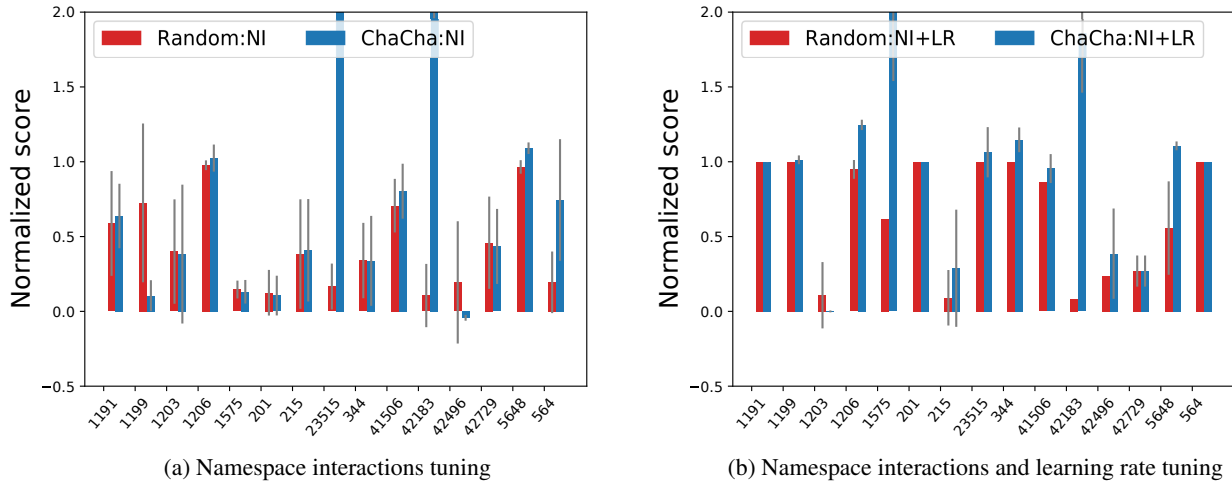 Random:NI ChaCha:NI
Normalized score
2.0
1.5
1.0
0.5
0.0
−0.5
1191 1199 1203 1206 1575 201 215 23515 344 41506 42183 42496 42729 5648 564
(a) Namespace interactions tuning
Random:NI+LR ChaCha:NI+LR
Normalized score
2.0
1.5
1.0
0.5
0.0
−0.5
1191 1199 1203 1206 1575 201 215 23515 344 41506 42183 42496 42729 5648 564
(b) Namespace interactions and learning rate tuning